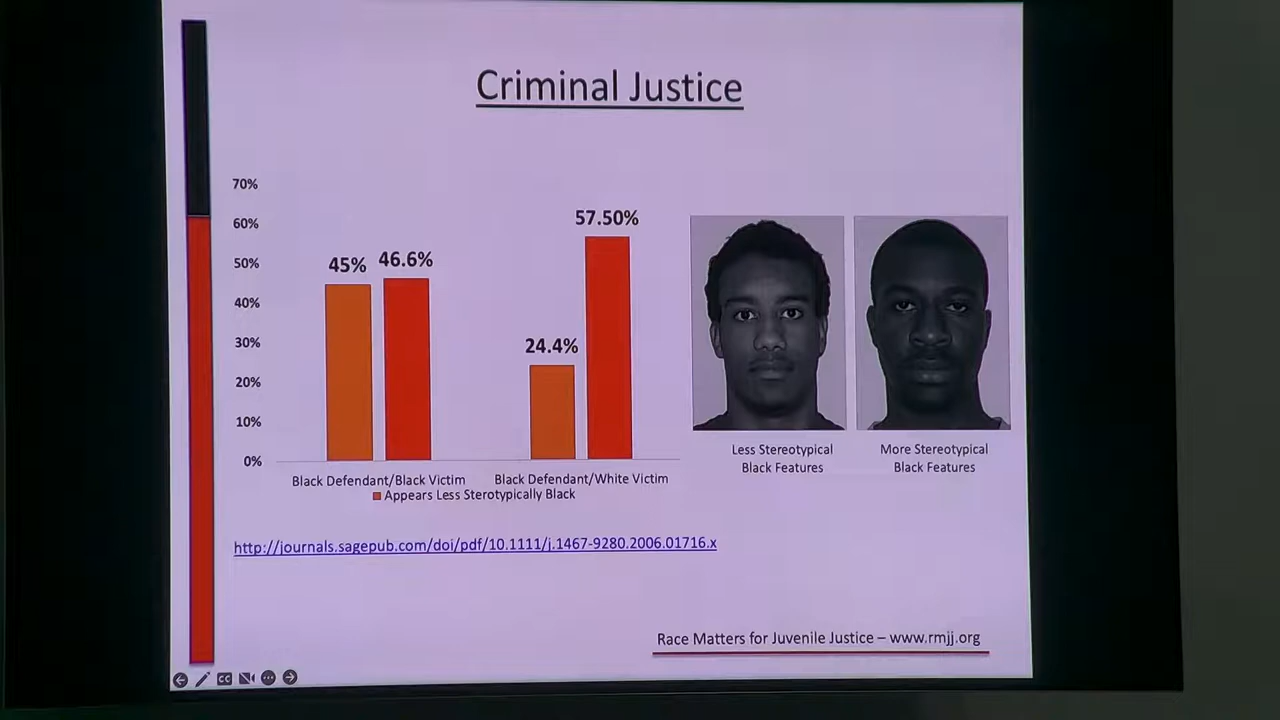 Criminal Justice
70%
60%
50%
40%
30%
20%
10%
0%
45%
46.6%
24.4%
57.50%
Black Defendant/Black Victim
Black Defendant/White Victim
Appears Less Sterotypically Black
Less Stereotypical
Black Features
More Stereotypical
Black Features
http://journals.sagepub.com/doi/pdf/10.1111/j.1467-9280.2006.01716.x
Race Matters for Juvenile Justice – www.rmjj.org
CC